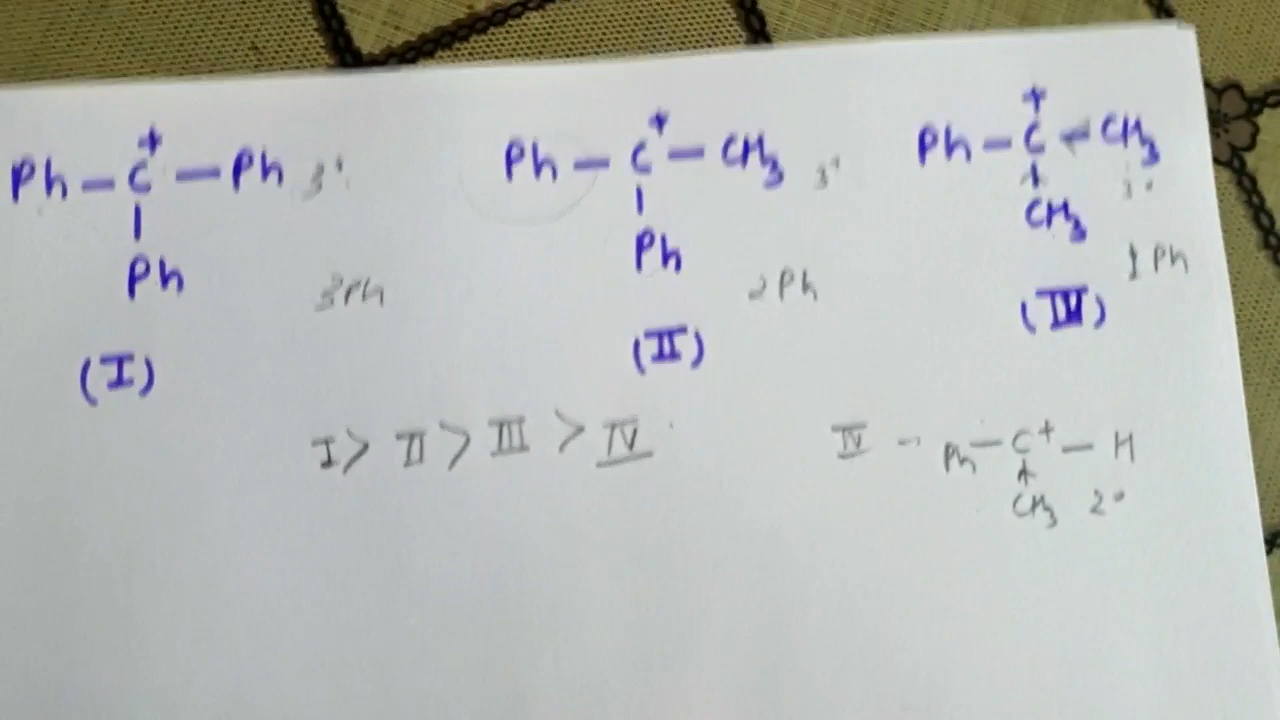 Ph – C⁺ – Ph 3°
Ph
3Ph
(I)
Ph – C⁺ – CH₃ 3°
Ph
2Ph
(II)
Ph – C⁺ – CH₃
CH₃ 3°
1Ph
(IV)
I > II > III > IV
IV – Ph – C⁺ – H
CH₃ 2°